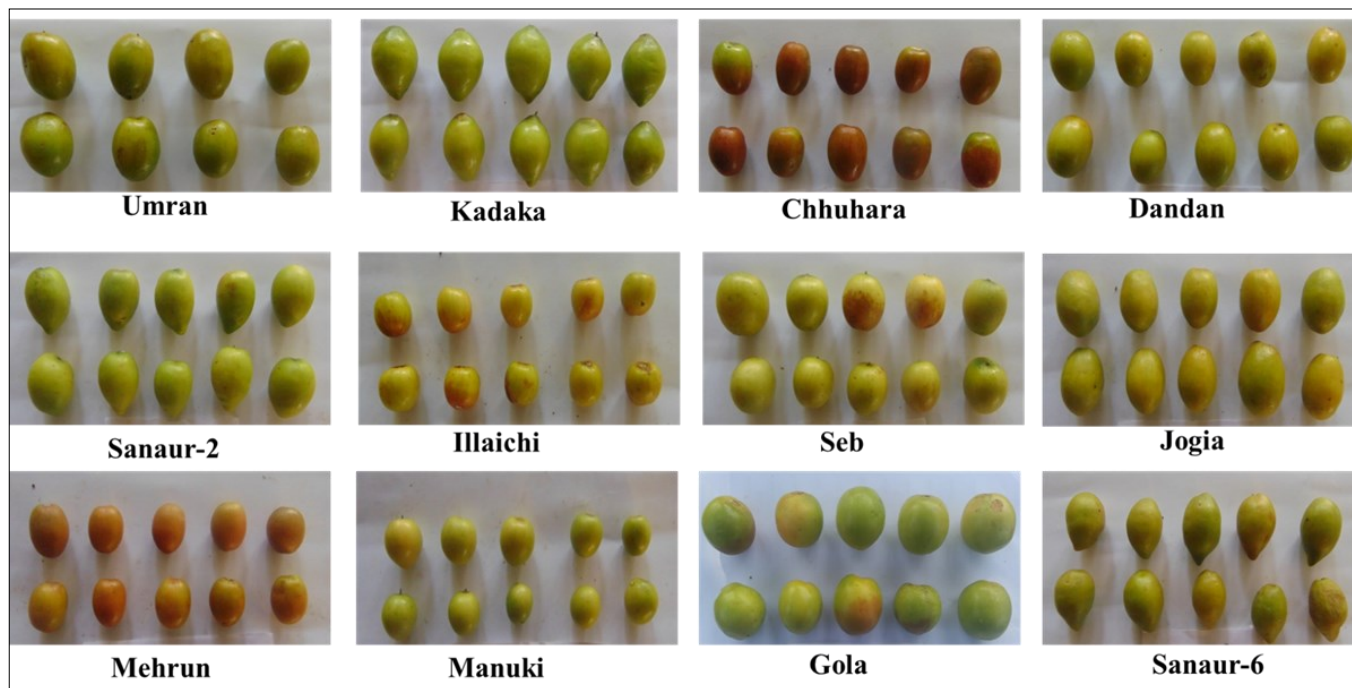 Umran
Kadaka
Chhuhara
Dandan
Sanaur-2
Illaichi
Seb
Jogia
Mehrun
Manuki
Gola
Sanaur-6